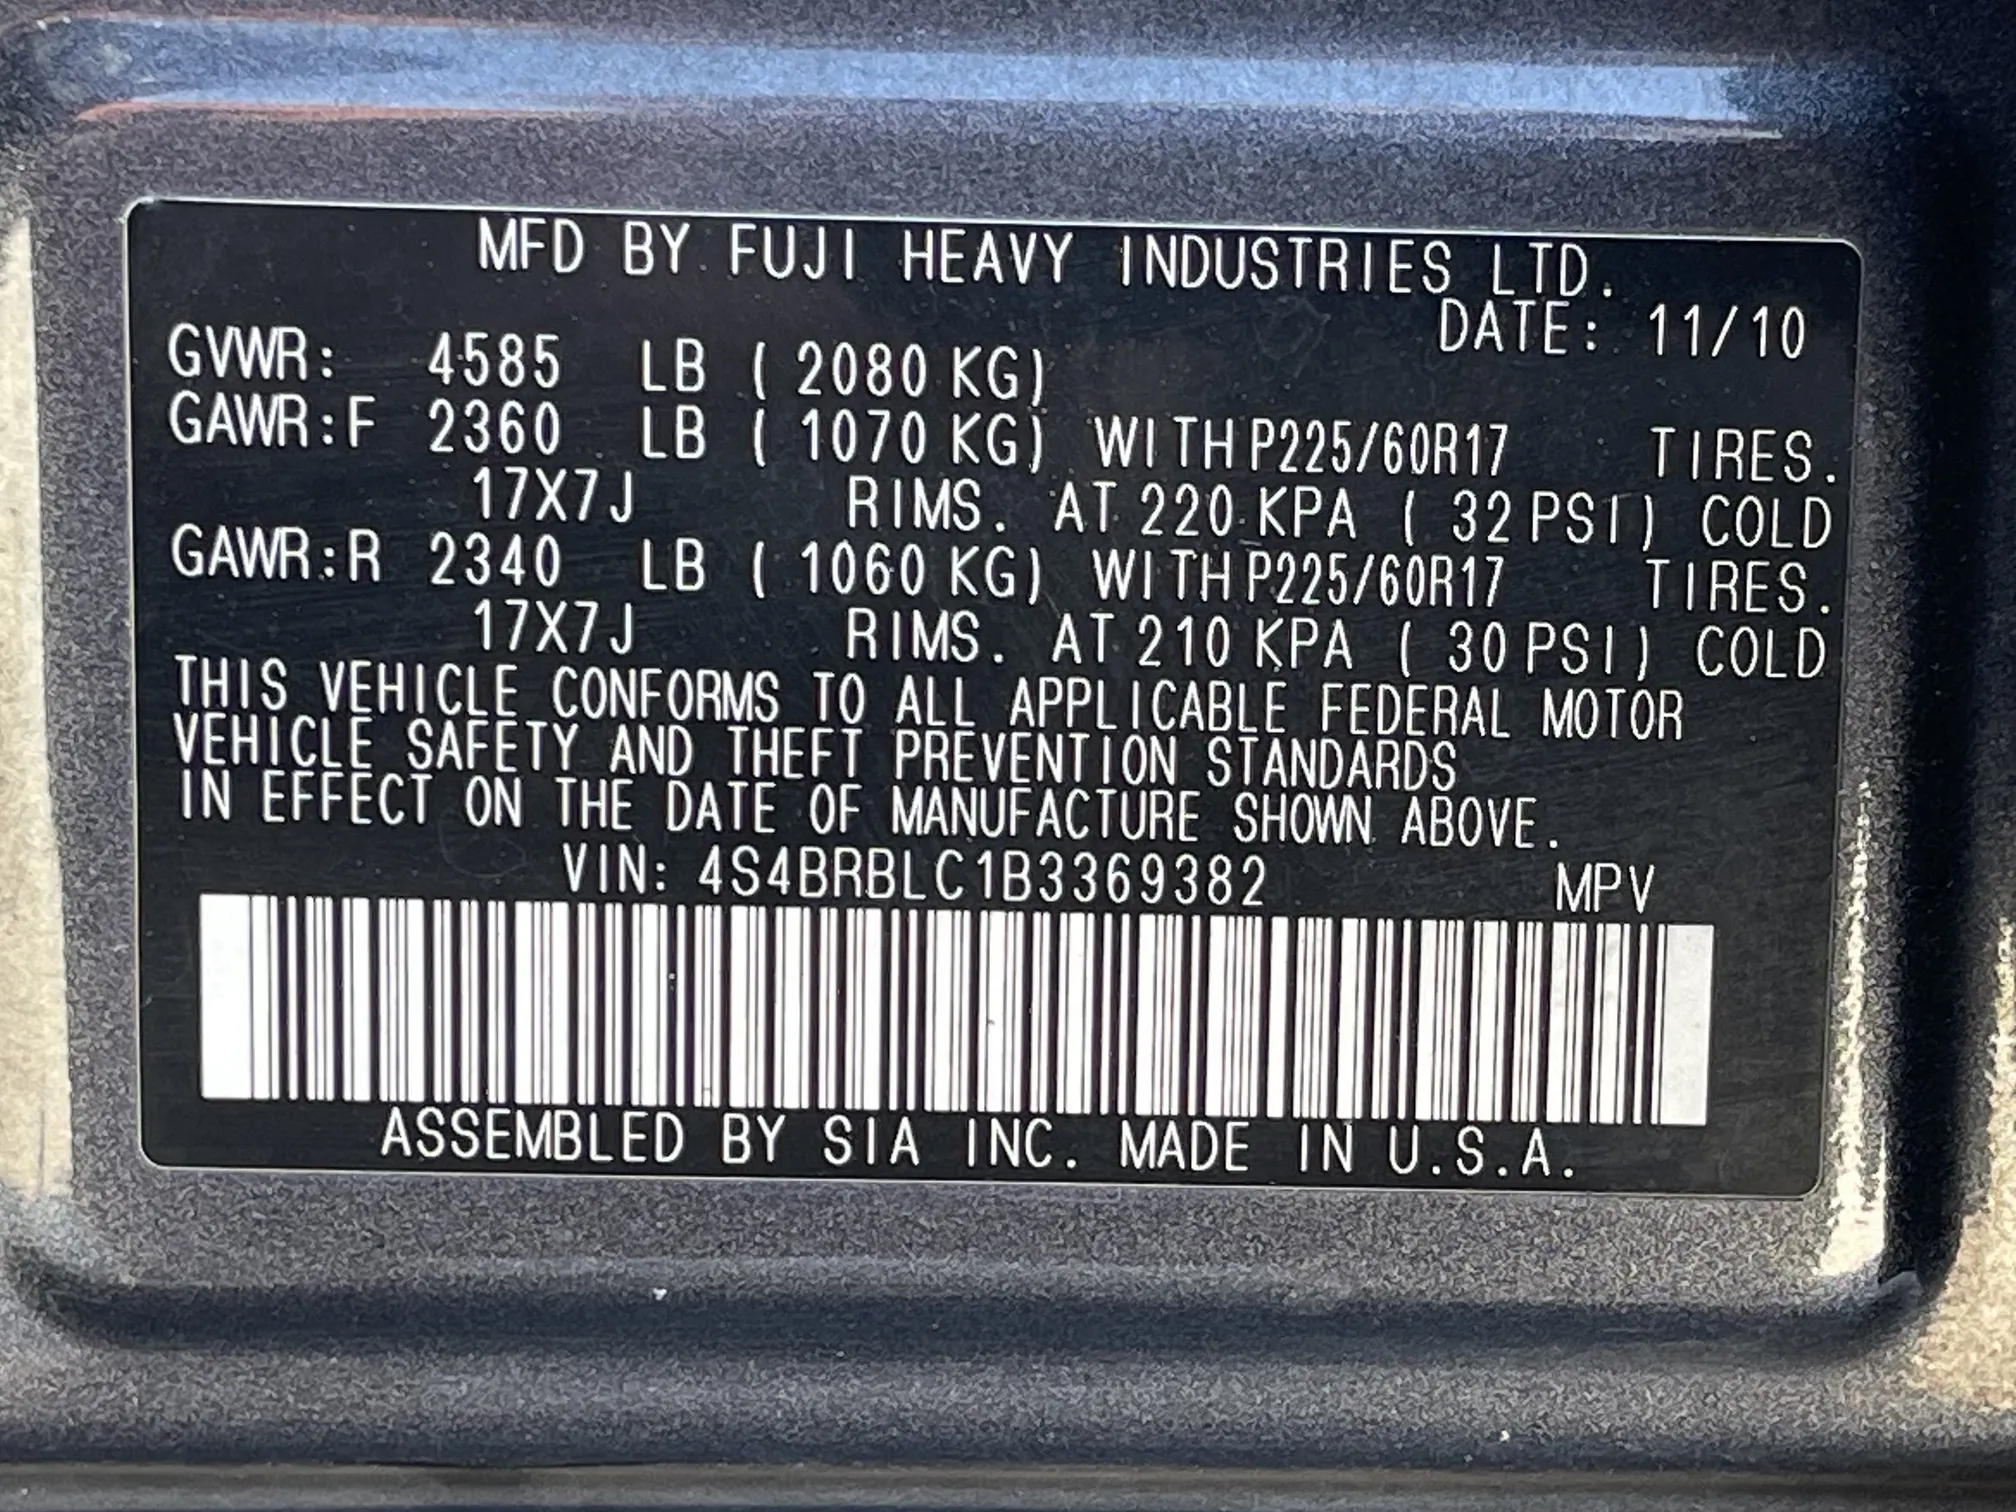 MFD BY FUJI HEAVY INDUSTRIES LTD.
DATE: 11/10
GVWR: 4585 LB ( 2080 KG)
GAWR:F 2360 LB ( 1070 KG) WITH P225/60R17 TIRES.
17X7J RIMS. AT 220 KPA ( 32 PSI) COLD
GAWR:R 2340 LB ( 1060 KG) WITH P225/60R17 TIRES.
17X7J RIMS. AT 210 KPA ( 30 PSI) COLD
THIS VEHICLE CONFORMS TO ALL APPLICABLE FEDERAL MOTOR
VEHICLE SAFETY AND THEFT PREVENTION STANDARDS
IN EFFECT ON THE DATE OF MANUFACTURE SHOWN ABOVE.
VIN: 4S4BRBLC1B3369382 MPV
ASSEMBLED BY SIA INC. MADE IN U.S.A.